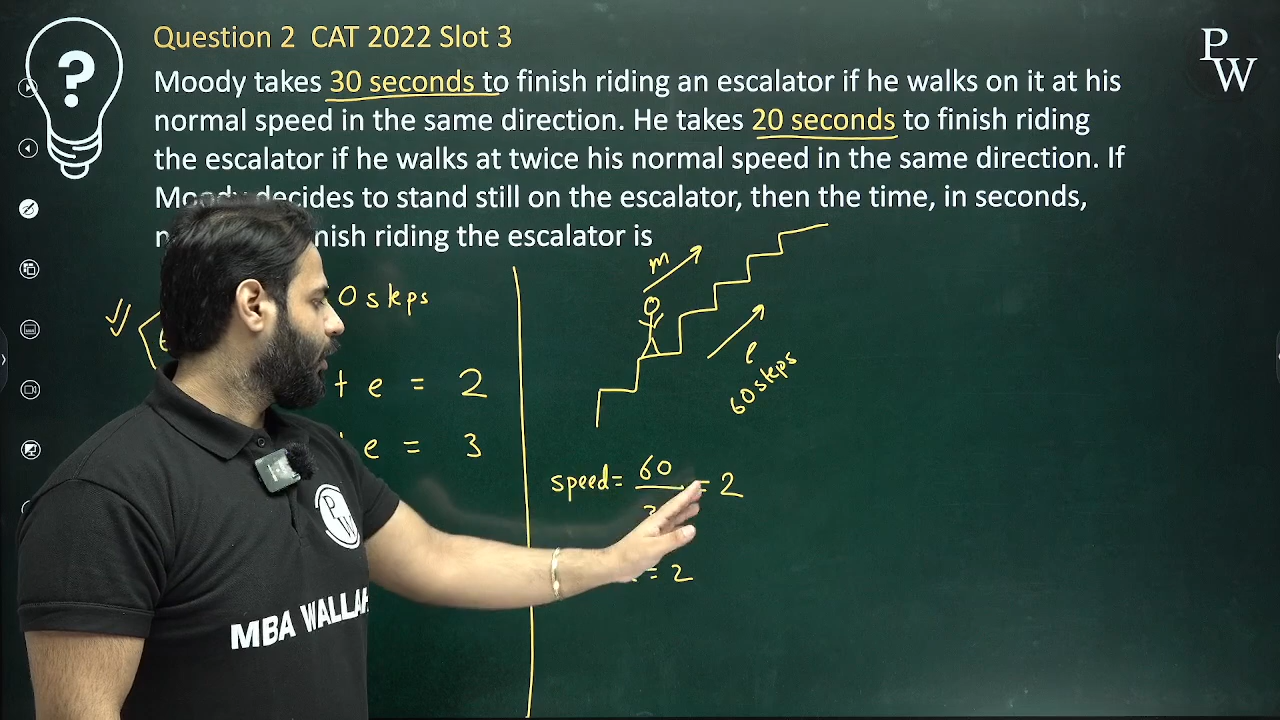 Question 2 CAT 2022 Slot 3
PW
?
Moody takes 30 seconds to finish riding an escalator if he walks on it at his
normal speed in the same direction. He takes 20 seconds to finish riding
the escalator if he walks at twice his normal speed in the same direction. If
Moody decides to stand still on the escalator, then the time, in seconds,
nish riding the escalator is
0 steps
e = 2
e = 3
m
e
60 steps
speed = 60 = 2
= 2
PW
MBA WALLAH